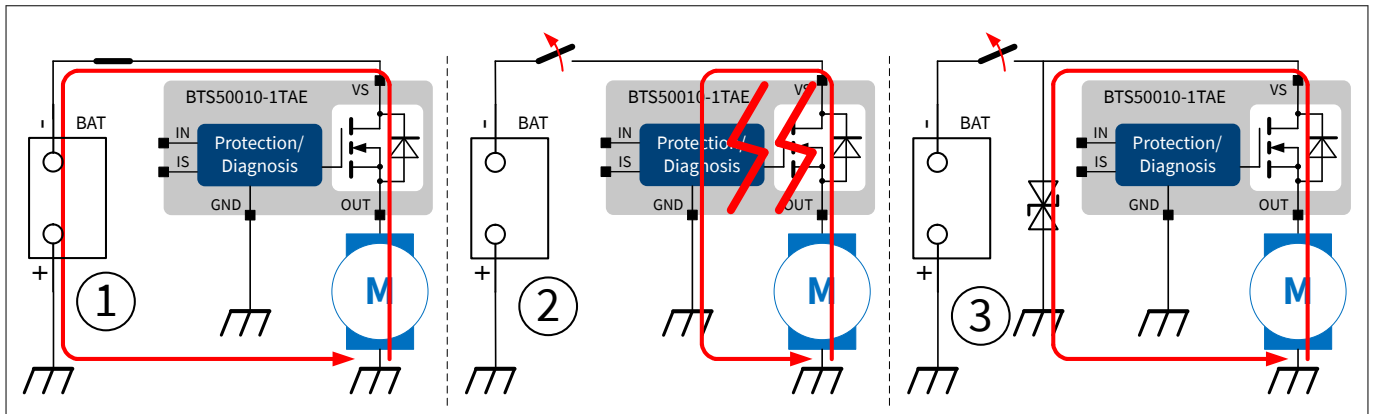 BTS50010-1TAE
VS
-
BAT
IN
IS
Protection/
Diagnosis
GND
OUT
+
1
M
BTS50010-1TAE
VS
-
BAT
IN
IS
Protection/
Diagnosis
GND
OUT
+
2
M
BTS50010-1TAE
VS
-
BAT
IN
IS
Protection/
Diagnosis
GND
OUT
+
3
M